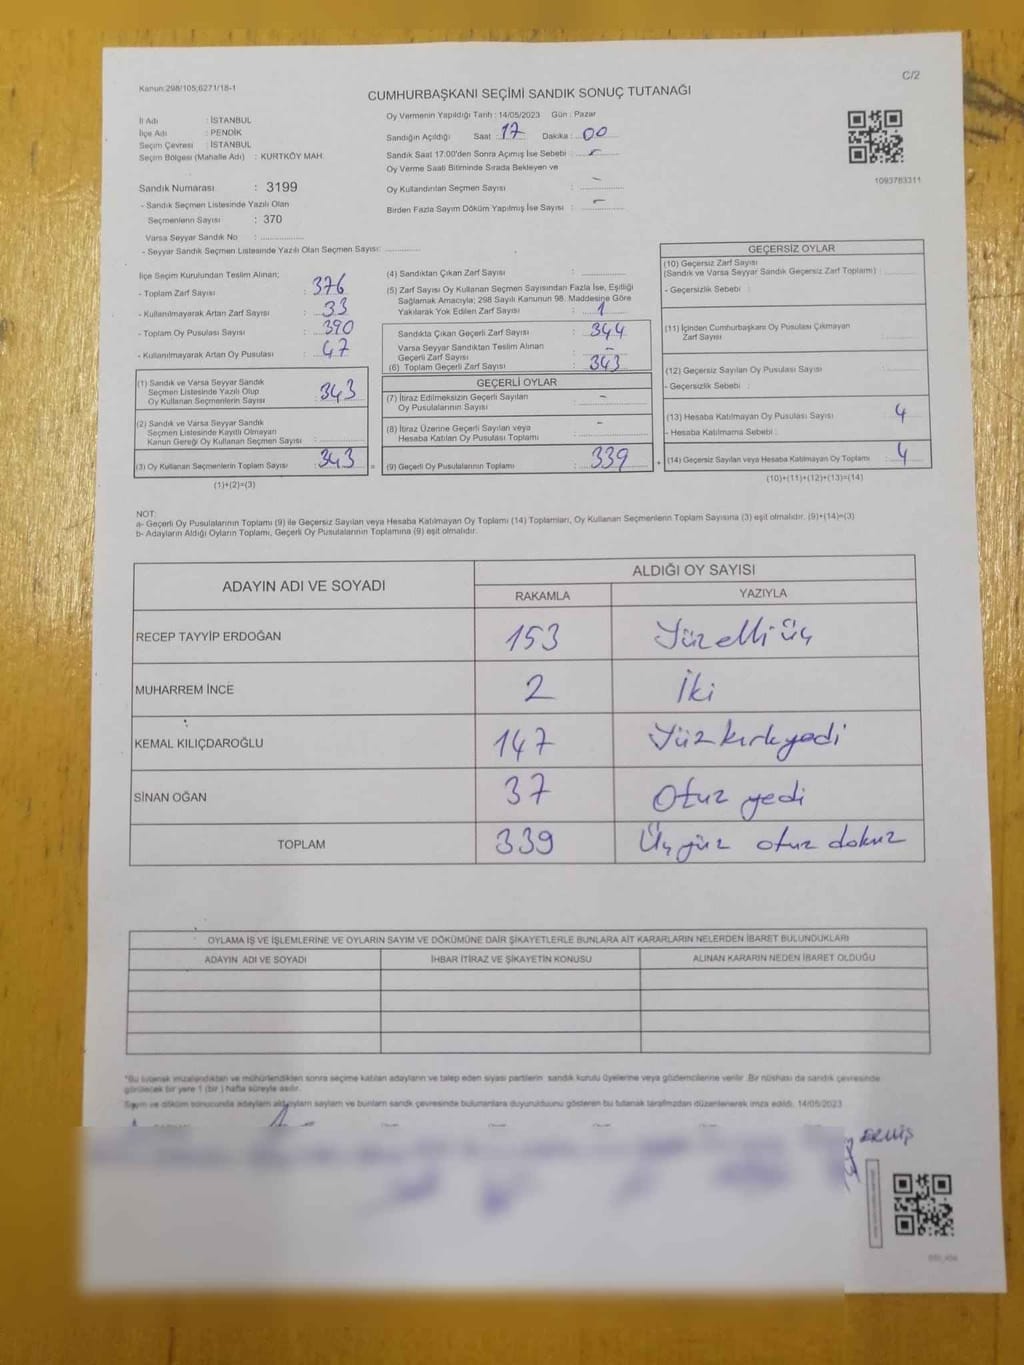 C/2
Kanun:298/105;6271/18-1
CUMHURBAŞKANI SEÇİMİ SANDIK SONUÇ TUTANAĞI
İl Adı : İSTANBUL
İlçe Adı : PENDİK
Seçim Çevresi : İSTANBUL
Seçim Bölgesi (Mahalle Adı) : KURTKÖY MAH.
Sandık Numarası : 3199
- Sandık Seçmen Listesinde Yazılı Olan
Seçmenlerin Sayısı : 370
Varsa Seyyar Sandık No :
- Seyyar Sandık Seçmen Listesinde Yazılı Olan Seçmen Sayısı:
Oy Vermenin Yapıldığı Tarih : 14/05/2023 Gün : Pazar
Sandığın Açıldığı Saat : 17 Dakika : 00
Sandık Saat 17:00'den Sonra Açılmış İse Sebebi : -
Oy Verme Saati Bitiminde Sırada Bekleyen ve
Oy Kullandırılan Seçmen Sayısı : -
Birden Fazla Sayım Döküm Yapılmış İse Sayısı : -
1093783311
İlçe Seçim Kurulundan Teslim Alınan;
- Toplam Zarf Sayısı : 376
- Kullanılmayarak Artan Zarf Sayısı : 33
- Toplam Oy Pusulası Sayısı : 390
- Kullanılmayarak Artan Oy Pusulası : 47
(1) Sandık ve Varsa Seyyar Sandık
Seçmen Listesinde Yazılı Olup
Oy Kullanan Seçmenlerin Sayısı : 343
(2) Sandık ve Varsa Seyyar Sandık
Seçmen Listesinde Kayıtlı Olmayan
Kanun Gereği Oy Kullanan Seçmen Sayısı :
(3) Oy Kullanan Seçmenlerin Toplam Sayısı : 343
(1)+(2)=(3)
(4) Sandıktan Çıkan Zarf Sayısı :
(5) Zarf Sayısı Oy Kullanan Seçmen Sayısından Fazla İse, Eşitliği
Sağlamak Amacıyla; 298 Sayılı Kanunun 98. Maddesine Göre
Yakılarak Yok Edilen Zarf Sayısı : 1
Sandıkta Çıkan Geçerli Zarf Sayısı : 344
Varsa Seyyar Sandıktan Teslim Alınan
Geçerli Zarf Sayısı : -
(6) Toplam Geçerli Zarf Sayısı : 343
GEÇERLİ OYLAR
(7) İtiraz Edilmeksizin Geçerli Sayılan
Oy Pusulalarının Sayısı : -
(8) İtiraz Üzerine Geçerli Sayılan veya
Hesaba Katılan Oy Pusulası Toplamı : -
= (9) Geçerli Oy Pusulalarının Toplamı : 339
GEÇERSİZ OYLAR
(10) Geçersiz Zarf Sayısı
(Sandık ve Varsa Seyyar Sandık Geçersiz Zarf Toplamı) :
- Geçersizlik Sebebi :
(11) İçinden Cumhurbaşkanı Oy Pusulası Çıkmayan
Zarf Sayısı :
(12) Geçersiz Sayılan Oy Pusulası Sayısı :
- Geçersizlik Sebebi :
(13) Hesaba Katılmayan Oy Pusulası Sayısı : 4
- Hesaba Katılmama Sebebi :
+ (14) Geçersiz Sayılan veya Hesaba Katılmayan Oy Toplamı : 4
(10)+(11)+(12)+(13)=(14)
NOT:
a- Geçerli Oy Pusulalarının Toplamı (9) ile Geçersiz Sayılan veya Hesaba Katılmayan Oy Toplamı (14) Toplamları, Oy Kullanan Seçmenlerin Toplam Sayısına (3) eşit olmalıdır. (9)+(14)=(3)
b- Adayların Aldığı Oyların Toplamı, Geçerli Oy Pusulalarının Toplamına (9) eşit olmalıdır.
ADAYIN ADI VE SOYADI
ALDIĞI OY SAYISI
RAKAMLA YAZIYLA
RECEP TAYYİP ERDOĞAN 153 Yüzelli üç
MUHARREM İNCE 2 İki
KEMAL KILIÇDAROĞLU 147 Yüz kırk yedi
SİNAN OĞAN 37 Otuz yedi
TOPLAM 339 Üç yüz otuz dokuz
OYLAMA İŞ VE İŞLEMLERİNE VE OYLARIN SAYIM VE DÖKÜMÜNE DAİR ŞİKAYETLERLE BUNLARA AİT KARARLARIN NELERDEN İBARET BULUNDUKLARI
ADAYIN ADI VE SOYADI İHBAR İTİRAZ VE ŞİKAYETİN KONUSU ALINAN KARARIN NEDEN İBARET OLDUĞU
*Bu tutanak imzalandıktan ve mühürlendikten sonra seçime katılan adayların ve talep eden siyasi partilerin sandık kurulu üyelerine veya gözlemcilerine verilir. Bir nüshası da sandık çevresinde
görülecek bir yere 1 (bir) hafta süreyle asılır.
Sayım ve döküm sonucunda adayların aldığı oyların sayıları ve bunların sandık çevresinde bulunanlara duyurulduğunu gösteren bu tutanak tarafımızdan düzenlenerek imza edildi. 14/05/2023
ERMİŞ